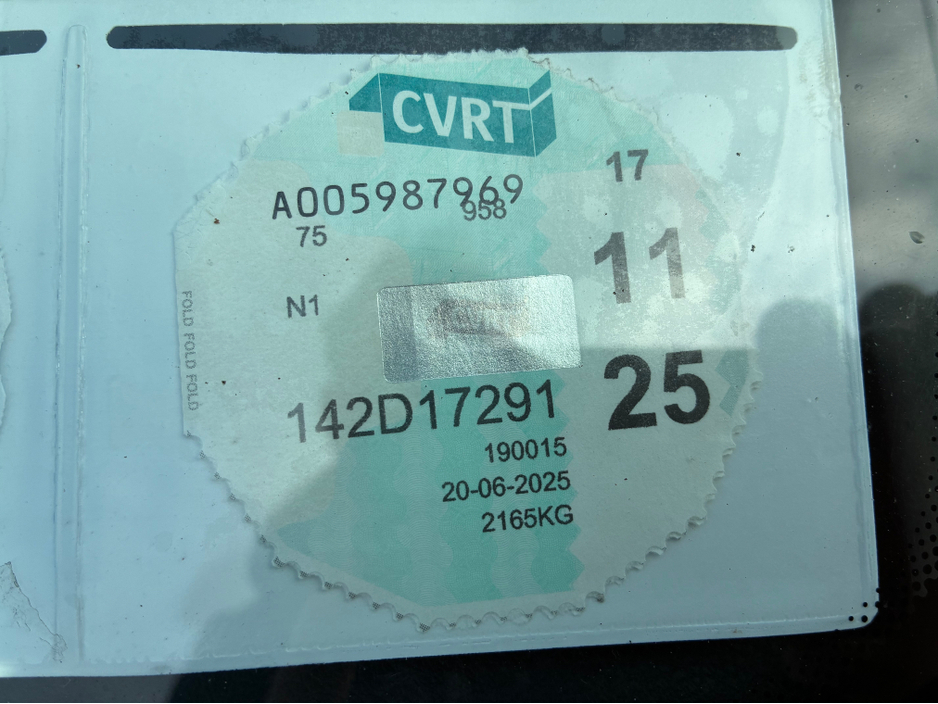 CVRT
A005987969
958
75
17
11
25
N1
FOLD FOLD FOLD
142D17291
190015
20-06-2025
2165KG